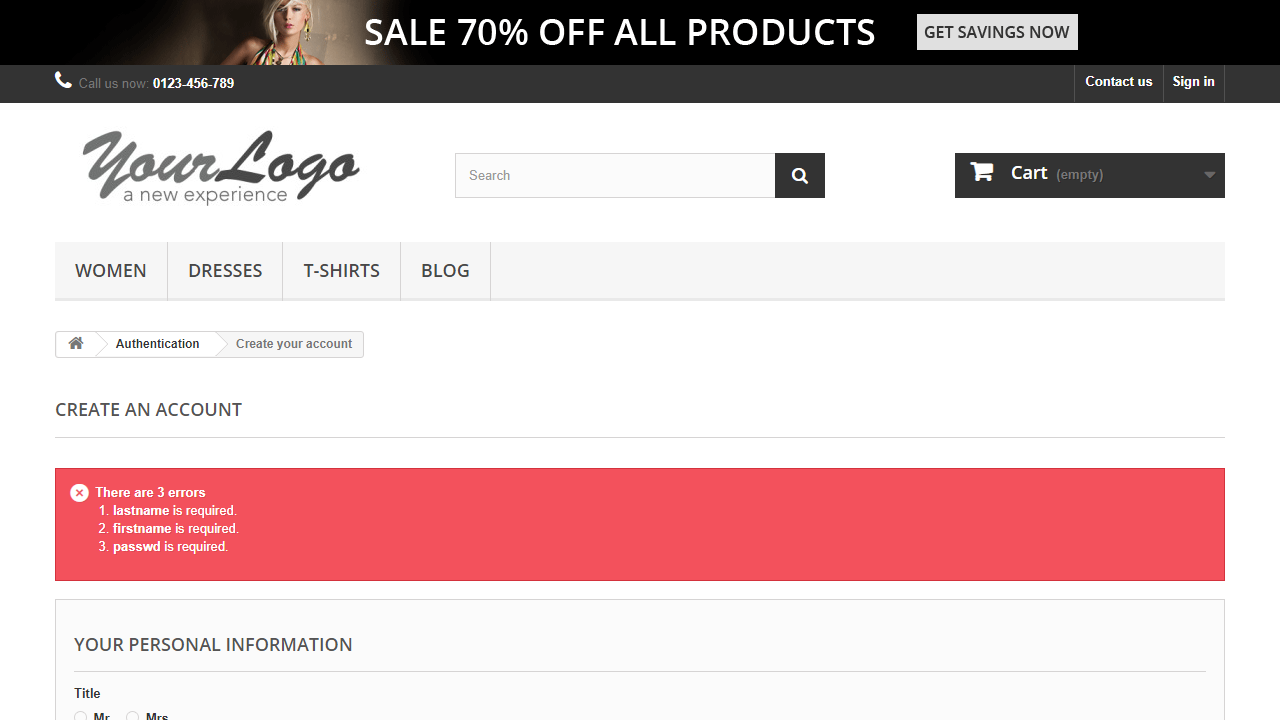 SALE 70% OFF ALL PRODUCTS
GET SAVINGS NOW
Call us now: 0123-456-789
Contact us
Sign in
YourLogo
a new experience
Search
Cart (empty)
WOMEN
DRESSES
T-SHIRTS
BLOG
Authentication
Create your account
CREATE AN ACCOUNT
There are 3 errors
1. lastname is required.
2. firstname is required.
3. passwd is required.
YOUR PERSONAL INFORMATION
Title
Mr
Mrs